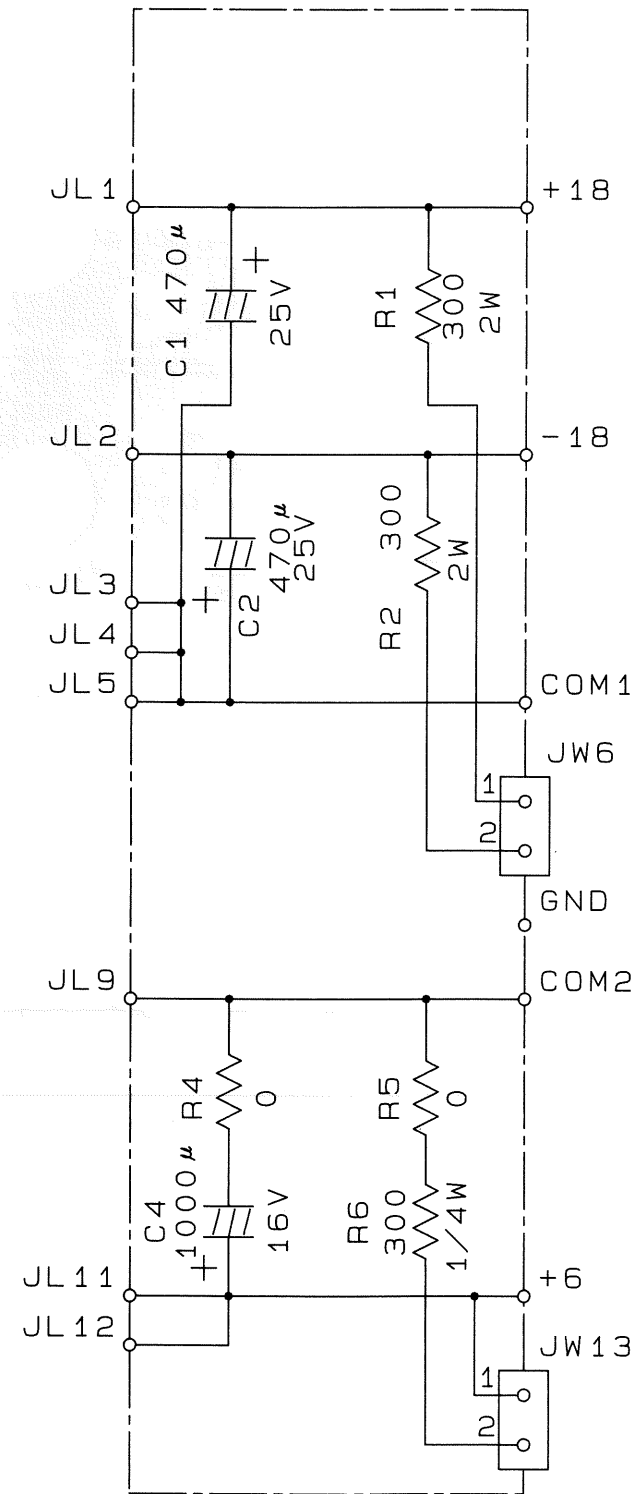 JL1
+18
C1 470μ
25V
R1
300
2W
JL2
-18
470μ
25V
C2
300
2W
R2
JL3
JL4
JL5
COM1
JW6
1
2
GND
JL9
COM2
R4
0
R5
0
C4
1000μ
16V
R6
300
1/4W
JL11
+6
JL12
JW13
1
2